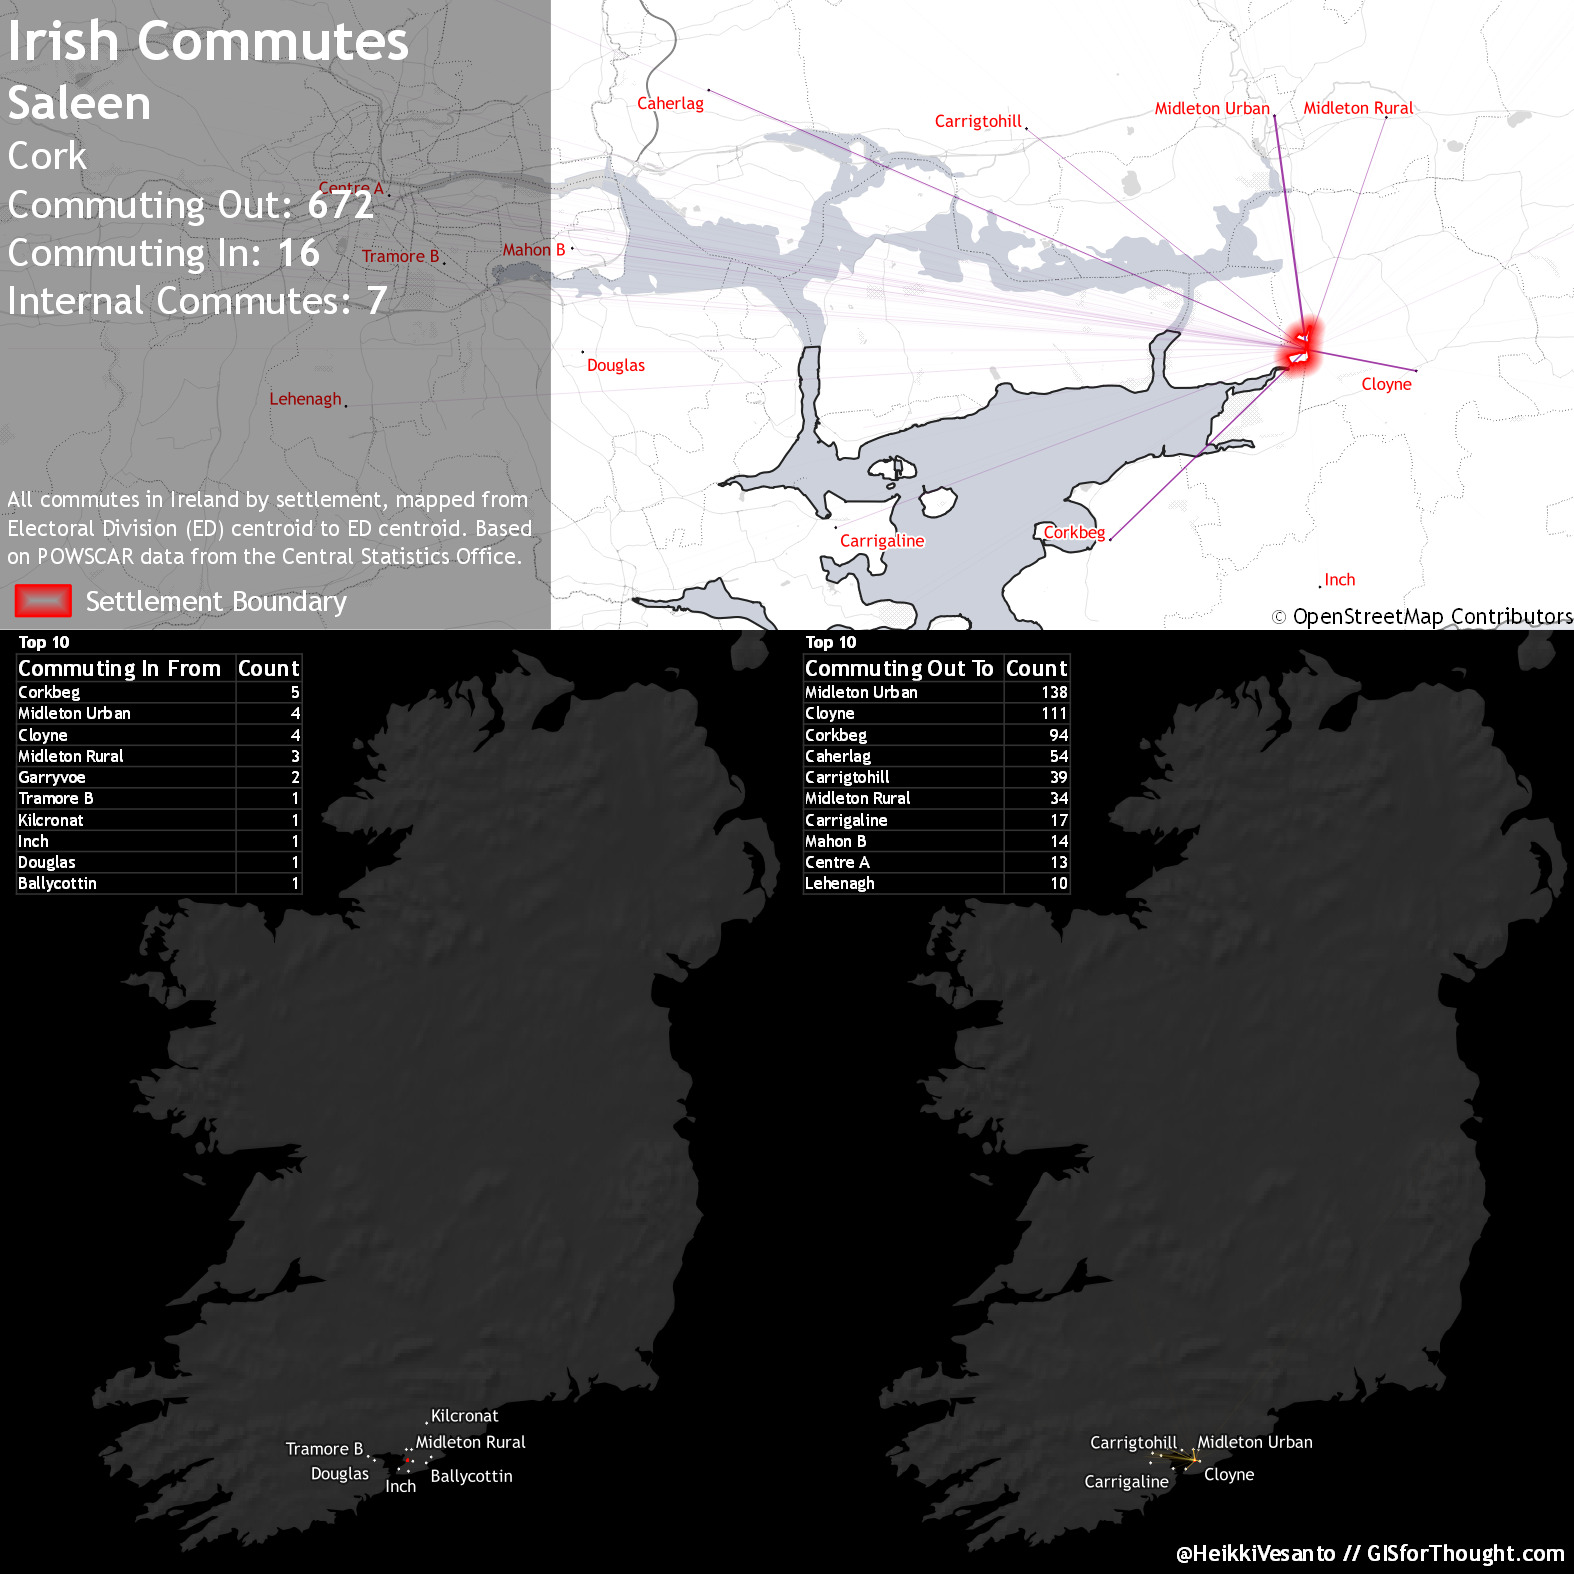 Irish Commutes
Saleen
Cork
Commuting Out: 672
Commuting In: 16
Internal Commutes: 7
All commutes in Ireland by settlement, mapped from
Electoral Division (ED) centroid to ED centroid. Based
on POWSCAR data from the Central Statistics Office.
Settlement Boundary
Caherlag
Carrigtohill
Midleton Urban
Midleton Rural
Centre A
Tramore B
Mahon B
Douglas
Cloyne
Lehenagh
Carrigaline
Corkbeg
Inch
© OpenStreetMap Contributors
Top 10
Commuting In From Count
Corkbeg 5
Midleton Urban 4
Cloyne 4
Midleton Rural 3
Garryvoe 2
Tramore B 1
Kilcronat 1
Inch 1
Douglas 1
Ballycottin 1
Top 10
Commuting Out To Count
Midleton Urban 138
Cloyne 111
Corkbeg 94
Caherlag 54
Carrigtohill 39
Midleton Rural 34
Carrigaline 17
Mahon B 14
Centre A 13
Lehenagh 10
Kilcronat
Tramore B
Midleton Rural
Douglas
Ballycottin
Inch
Carrigtohill
Midleton Urban
Carrigaline
Cloyne
@HeikkiVesanto // GISforThought.com